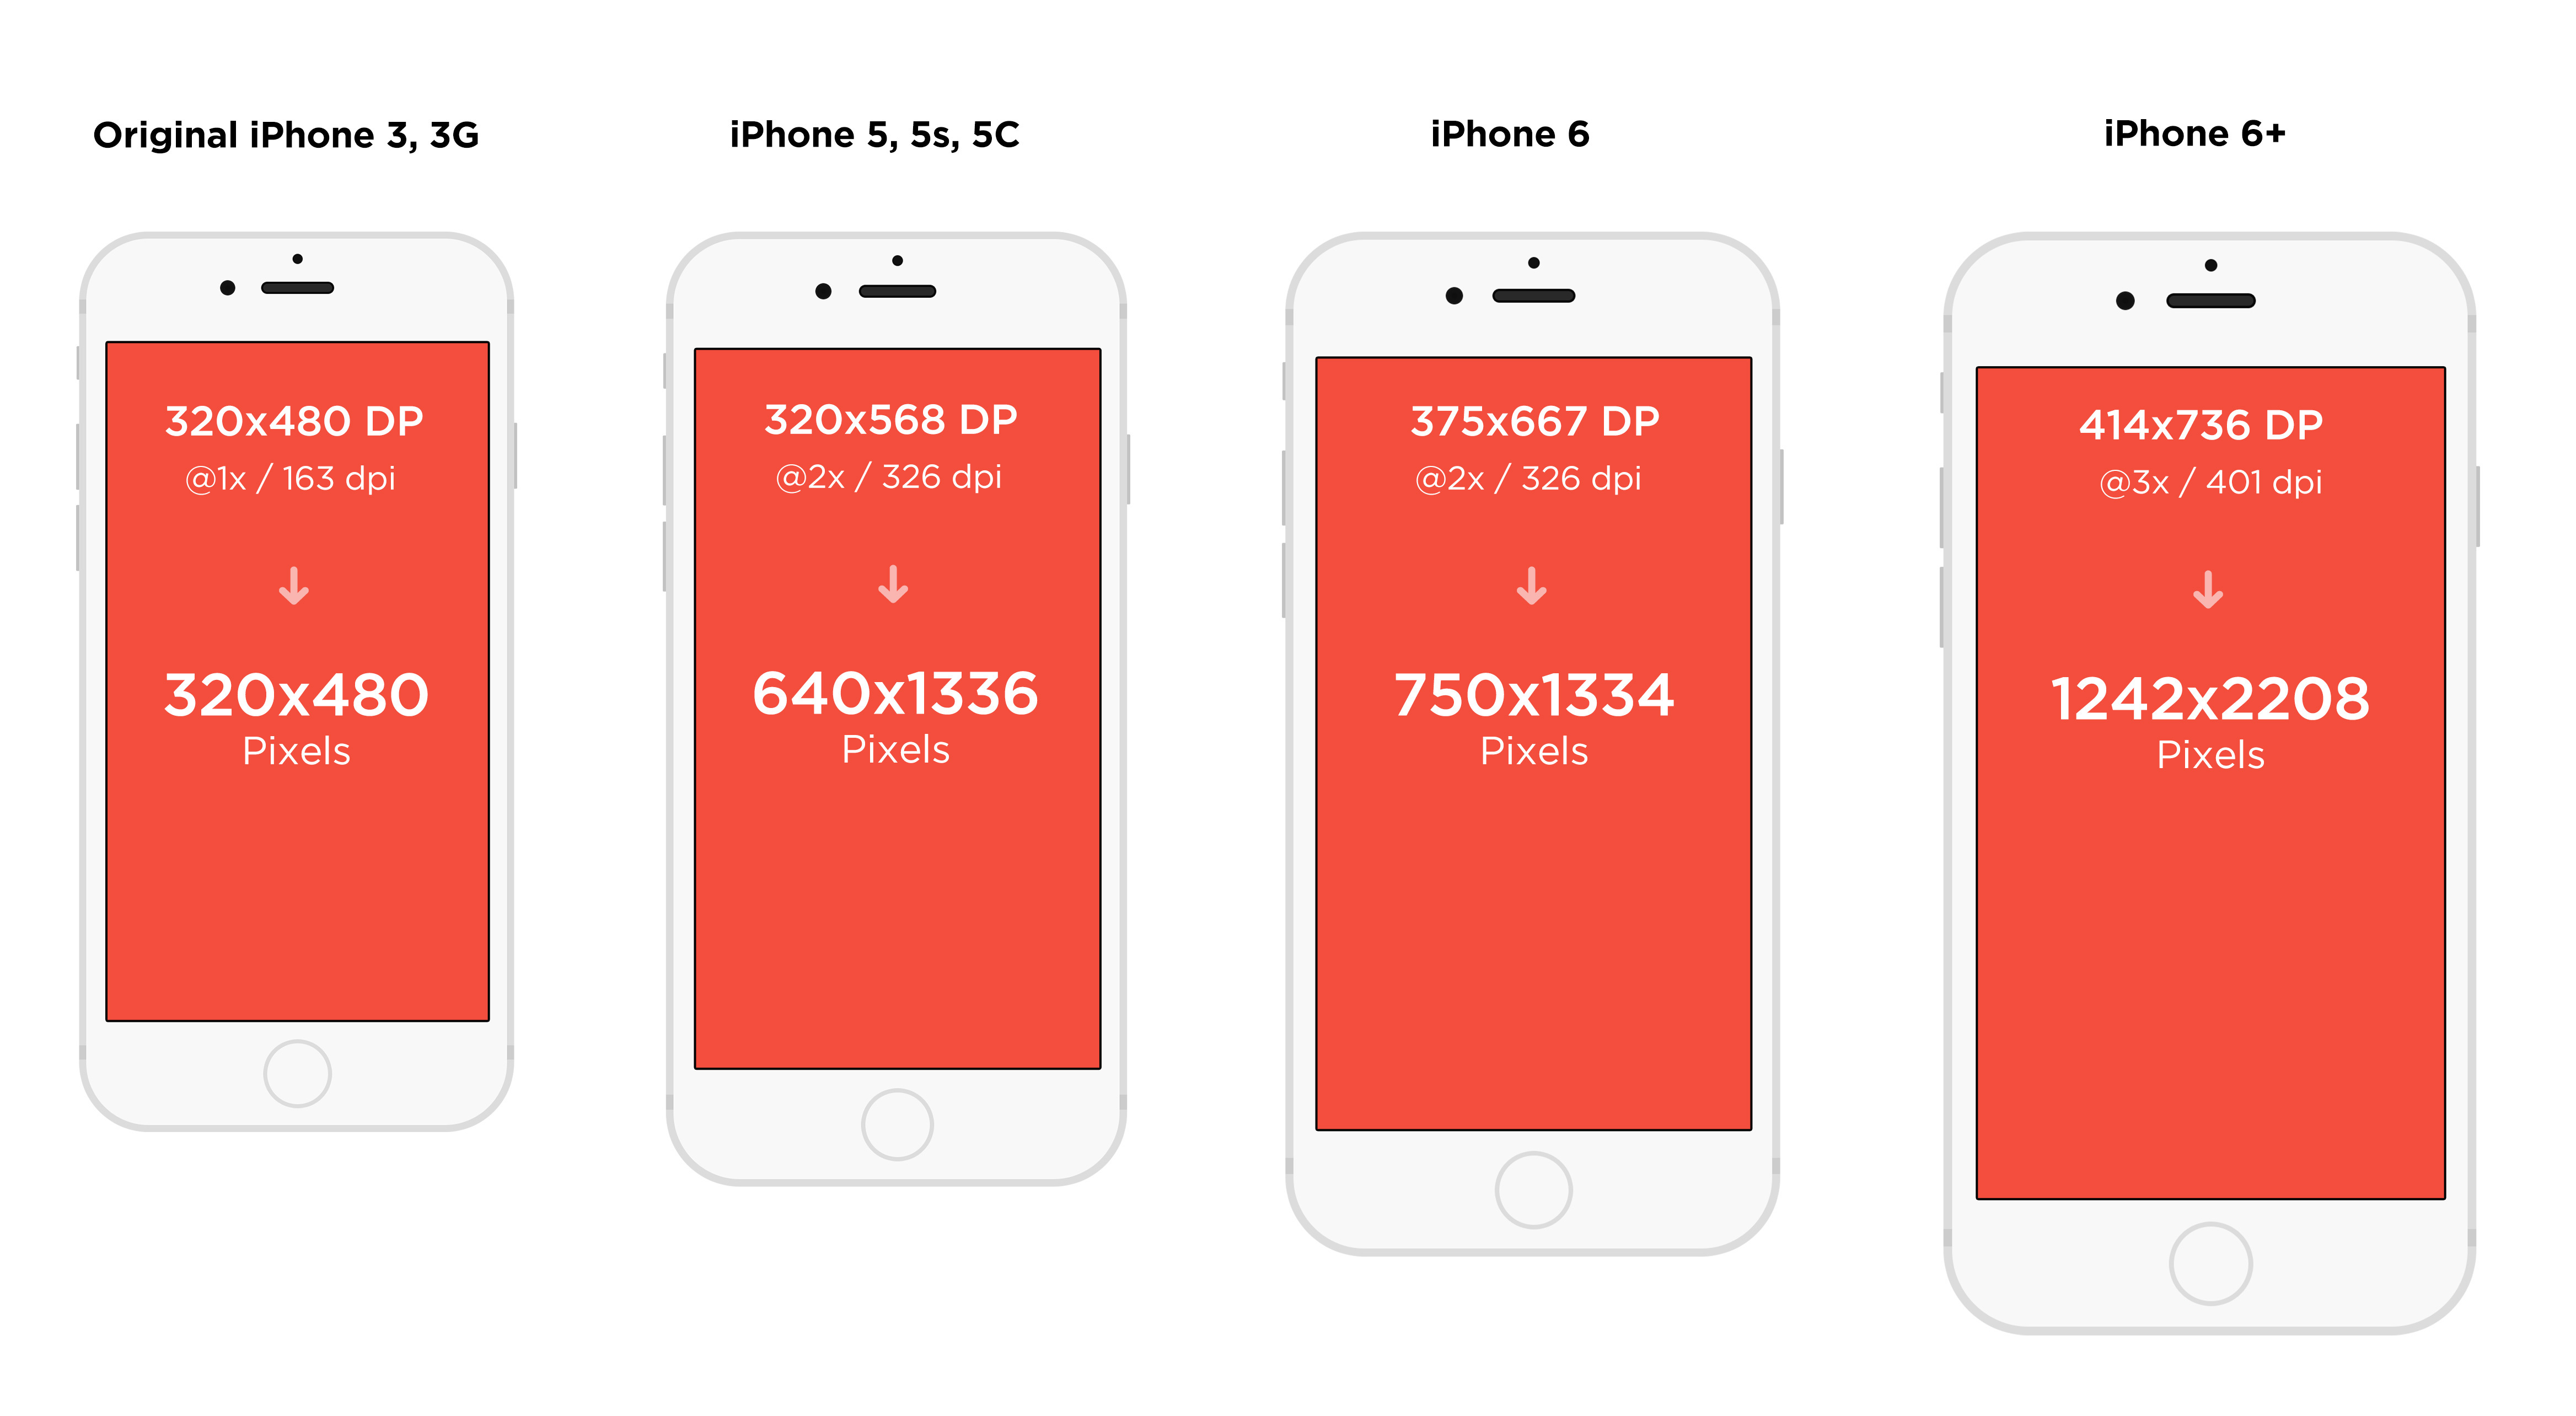 Original iPhone 3, 3G
320x480 DP
@1x / 163 dpi
320x480
Pixels
iPhone 5, 5s, 5C
320x568 DP
@2x / 326 dpi
640x1336
Pixels
iPhone 6
375x667 DP
@2x / 326 dpi
750x1334
Pixels
iPhone 6+
414x736 DP
@3x / 401 dpi
1242x2208
Pixels